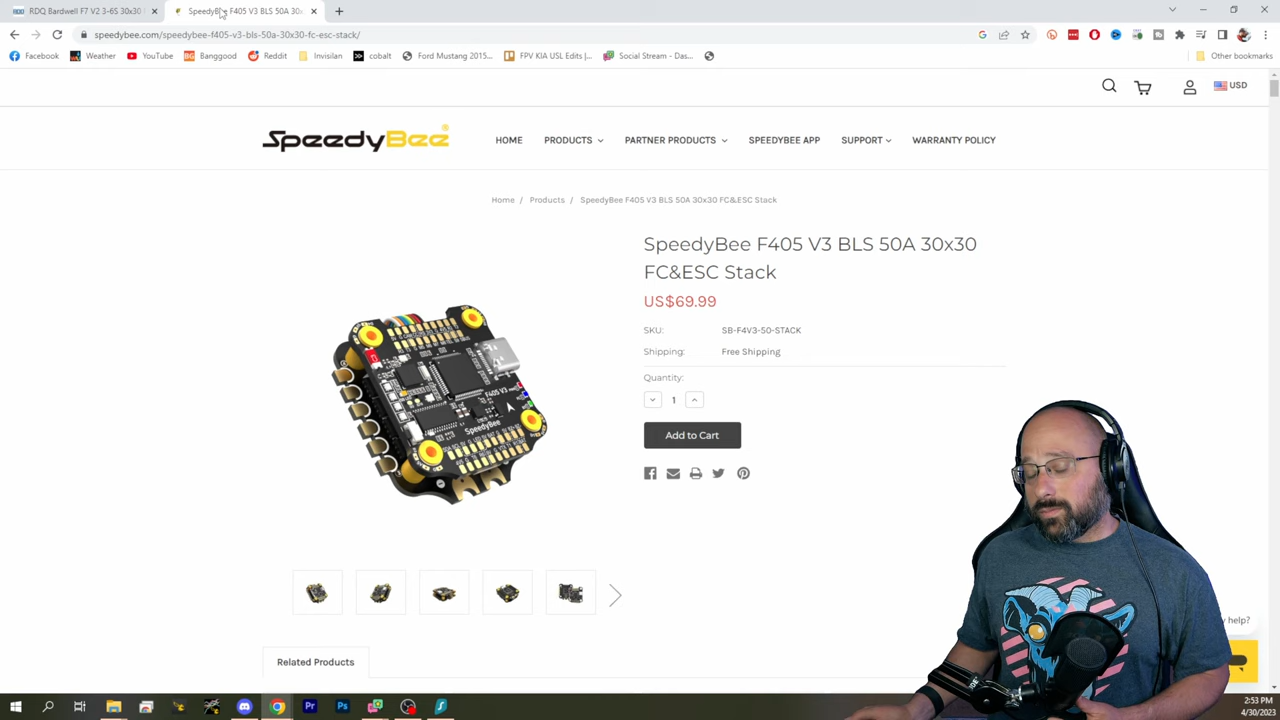 RDQ Bardwell F7 V2 3-6S 30x30
SpeedyBee F405 V3 BLS 50A 30x
speedybee.com/speedybee-f405-v3-bls-50a-30x30-fc-esc-stack/
Facebook
Weather
YouTube
Banggood
Reddit
Invisilan
cobalt
Ford Mustang 2015...
FPV KIA USL Edits |...
Social Stream - Das...
Other bookmarks
USD
SpeedyBee
HOME
PRODUCTS
PARTNER PRODUCTS
SPEEDYBEE APP
SUPPORT
WARRANTY POLICY
Home / Products / SpeedyBee F405 V3 BLS 50A 30x30 FC&ESC Stack
SpeedyBee F405 V3 BLS 50A 30x30
FC&ESC Stack
US$69.99
SKU: SB-F4V3-50-STACK
Shipping: Free Shipping
Quantity:
1
Add to Cart
F405 V3
SpeedyBee
help?
Related Products
2:53 PM
4/30/2023